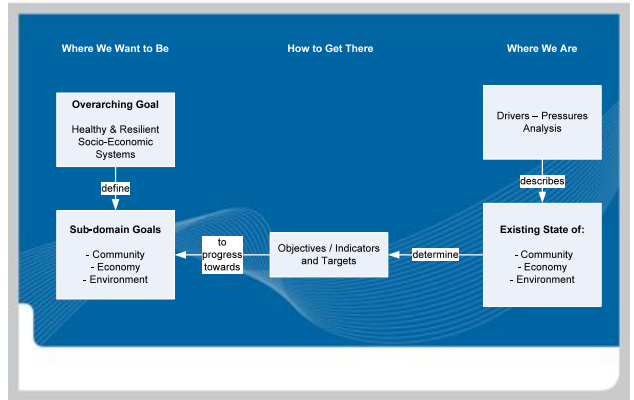 Where We Want to Be
How to Get There
Where We Are
Overarching Goal
Healthy & Resilient
Socio-Economic
Systems
define
Sub-domain Goals
- Community
- Economy
- Environment
to
progress
towards
Objectives / Indicators
and Targets
determine
Drivers – Pressures
Analysis
describes
Existing State of:
- Community
- Economy
- Environment